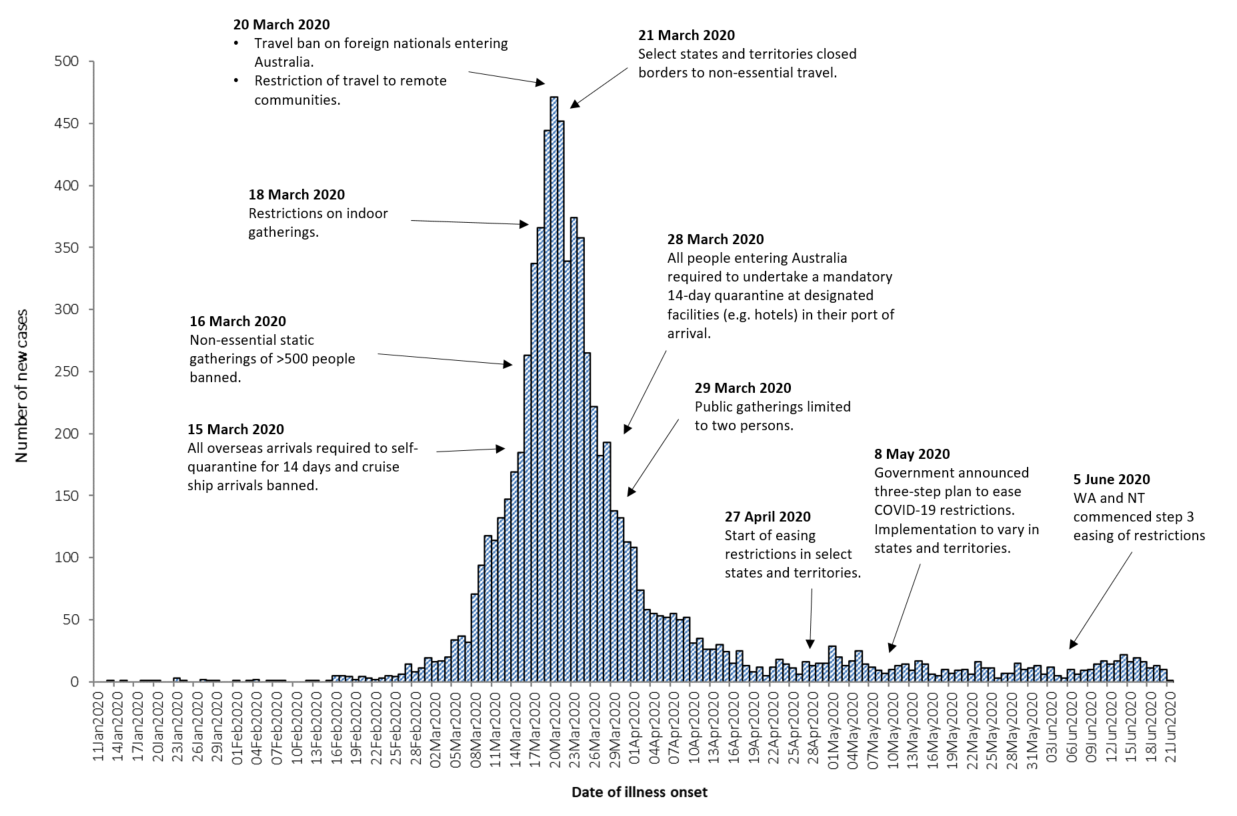 20 March 2020
• Travel ban on foreign nationals entering
Australia.
• Restriction of travel to remote
communities.
21 March 2020
Select states and territories closed
borders to non-essential travel.
18 March 2020
Restrictions on indoor
gatherings.
28 March 2020
All people entering Australia
required to undertake a mandatory
14-day quarantine at designated
facilities (e.g. hotels) in their port of
arrival.
16 March 2020
Non-essential static
gatherings of >500 people
banned.
29 March 2020
Public gatherings limited
to two persons.
15 March 2020
All overseas arrivals required to self-
quarantine for 14 days and cruise
ship arrivals banned.
8 May 2020
Government announced
three-step plan to ease
COVID-19 restrictions.
Implementation to vary in
states and territories.
5 June 2020
WA and NT
commenced step 3
easing of restrictions
27 April 2020
Start of easing
restrictions in select
states and territories.
Number of new cases
500
450
400
350
300
250
200
150
100
50
0
11Jan2020
14Jan2020
17Jan2020
20Jan2020
23Jan2020
26Jan2020
29Jan2020
01Feb2020
04Feb2020
07Feb2020
10Feb2020
13Feb2020
16Feb2020
19Feb2020
22Feb2020
25Feb2020
28Feb2020
02Mar2020
05Mar2020
08Mar2020
11Mar2020
14Mar2020
17Mar2020
20Mar2020
23Mar2020
26Mar2020
29Mar2020
01Apr2020
04Apr2020
07Apr2020
10Apr2020
13Apr2020
16Apr2020
19Apr2020
22Apr2020
25Apr2020
28Apr2020
01May2020
04May2020
07May2020
10May2020
13May2020
16May2020
19May2020
22May2020
25May2020
28May2020
31May2020
03Jun2020
06Jun2020
09Jun2020
12Jun2020
15Jun2020
18Jun2020
21Jun2020
Date of illness onset